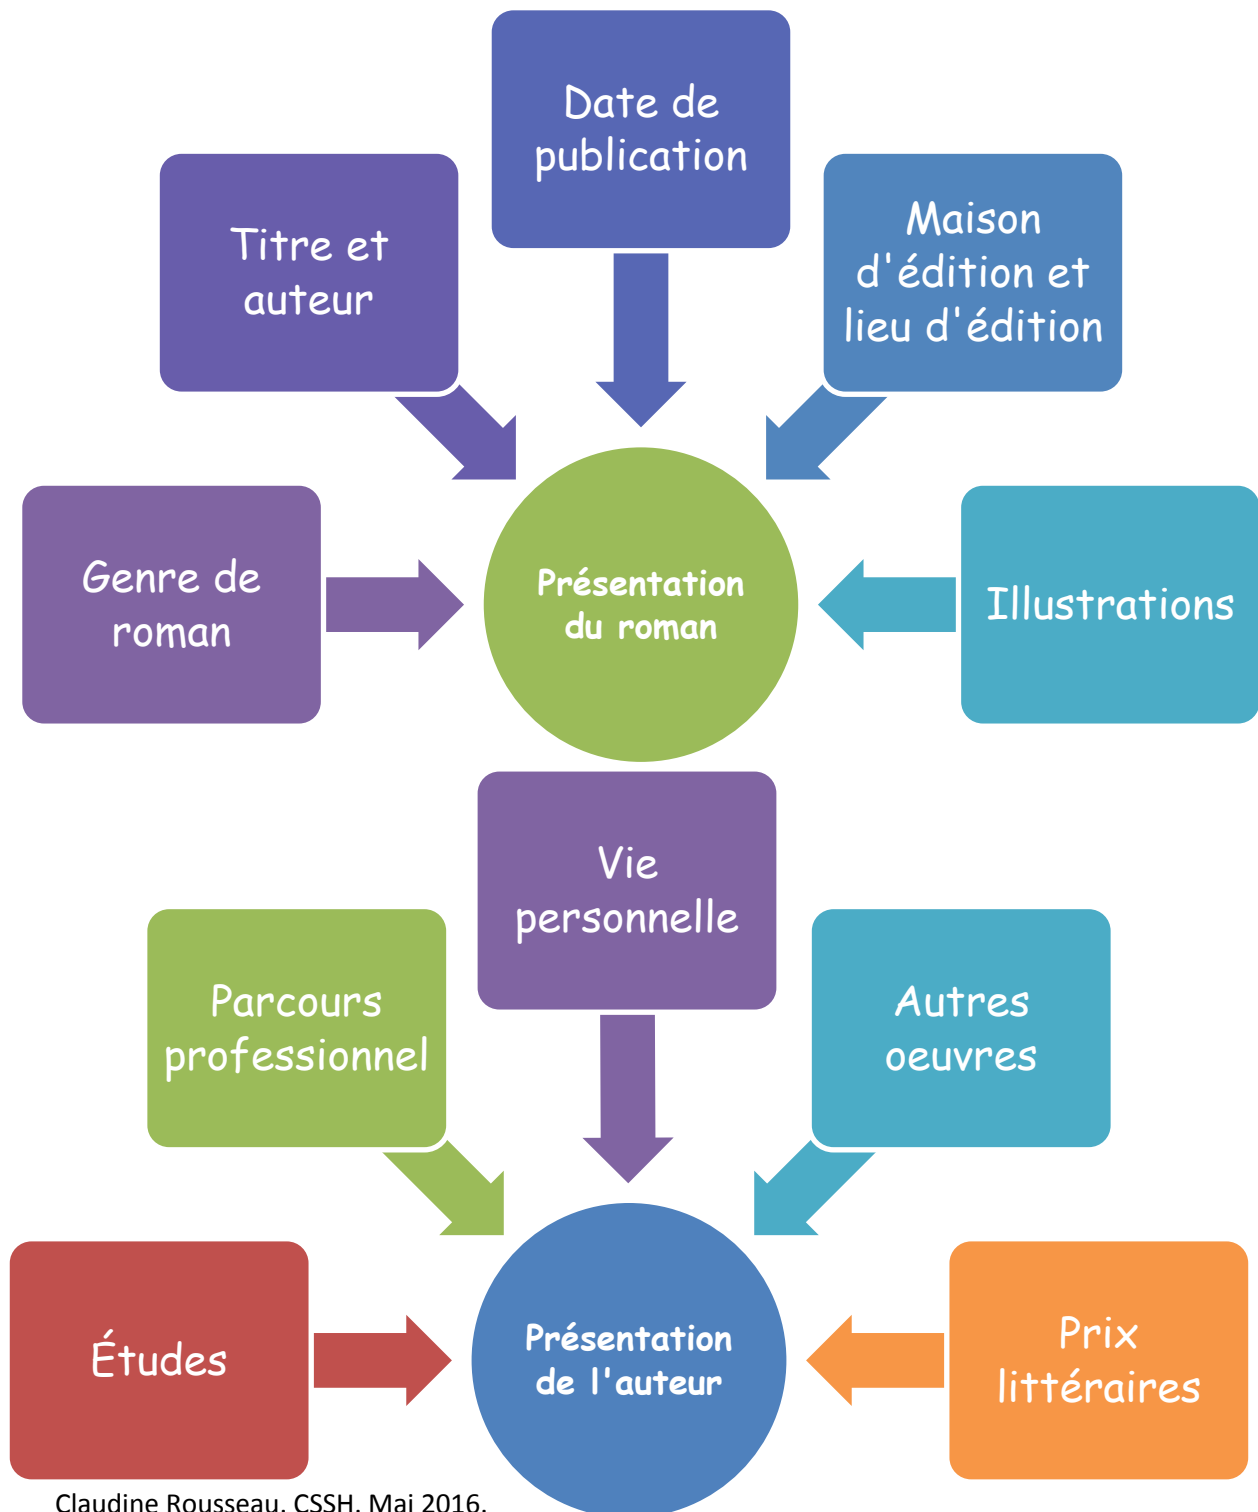 Date de
publication
Titre et
auteur
Maison
d'édition et
lieu d'édition
Genre de
roman
Présentation
du roman
Illustrations
Vie
personnelle
Parcours
professionnel
Autres
oeuvres
Études
Présentation
de l'auteur
Prix
littéraires
Claudine Rousseau, CSSH, Mai 2016.